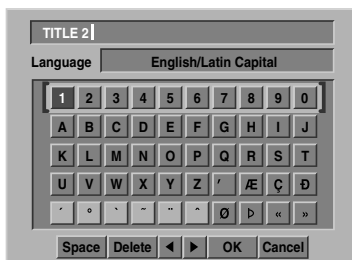 TITLE 2
Language English/Latin Capital
1 2 3 4 5 6 7 8 9 0
A B C D E F G H I J
K L M N O P Q R S T
U V W X Y Z ′ Æ Ç Đ
´ ° ` ˜ ¨ ˆ Ø Þ « »
Space Delete ◀ ▶ OK Cancel